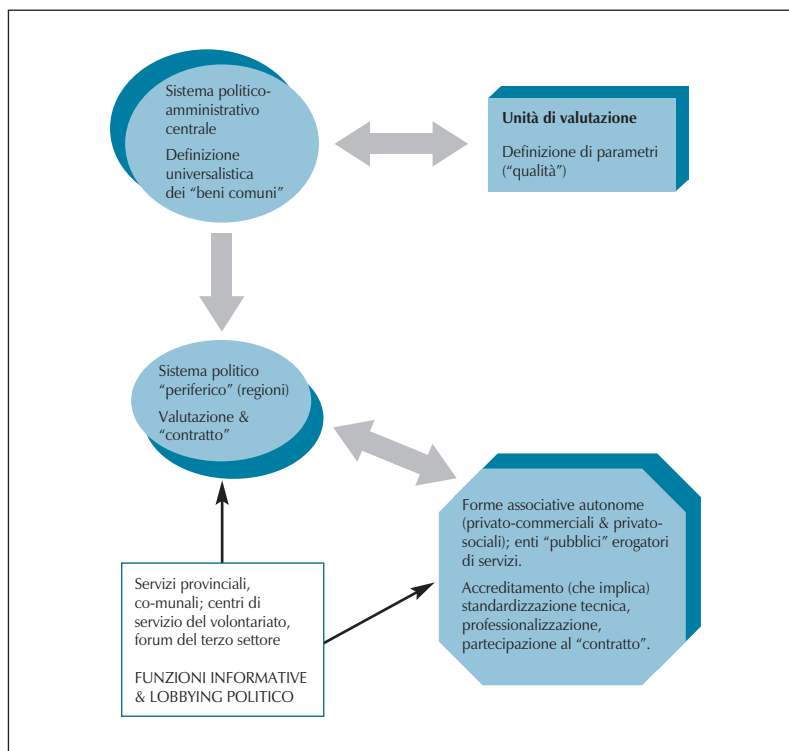 Sistema politico-
amministrativo
centrale
Definizione
universalistica
dei “beni comuni”
Unità di valutazione
Definizione di parametri
(“qualità”)
Sistema politico
“periferico” (regioni)
Valutazione &
“contratto”
Forme associative autonome
(privato-commerciali & privato-
sociali); enti “pubblici” erogatori
di servizi.
Accreditamento (che implica)
standardizzazione tecnica,
professionalizzazione,
partecipazione al “contratto”.
Servizi provinciali,
co-munali; centri di
servizio del volontariato,
forum del terzo settore
FUNZIONI INFORMATIVE
& LOBBYING POLITICO